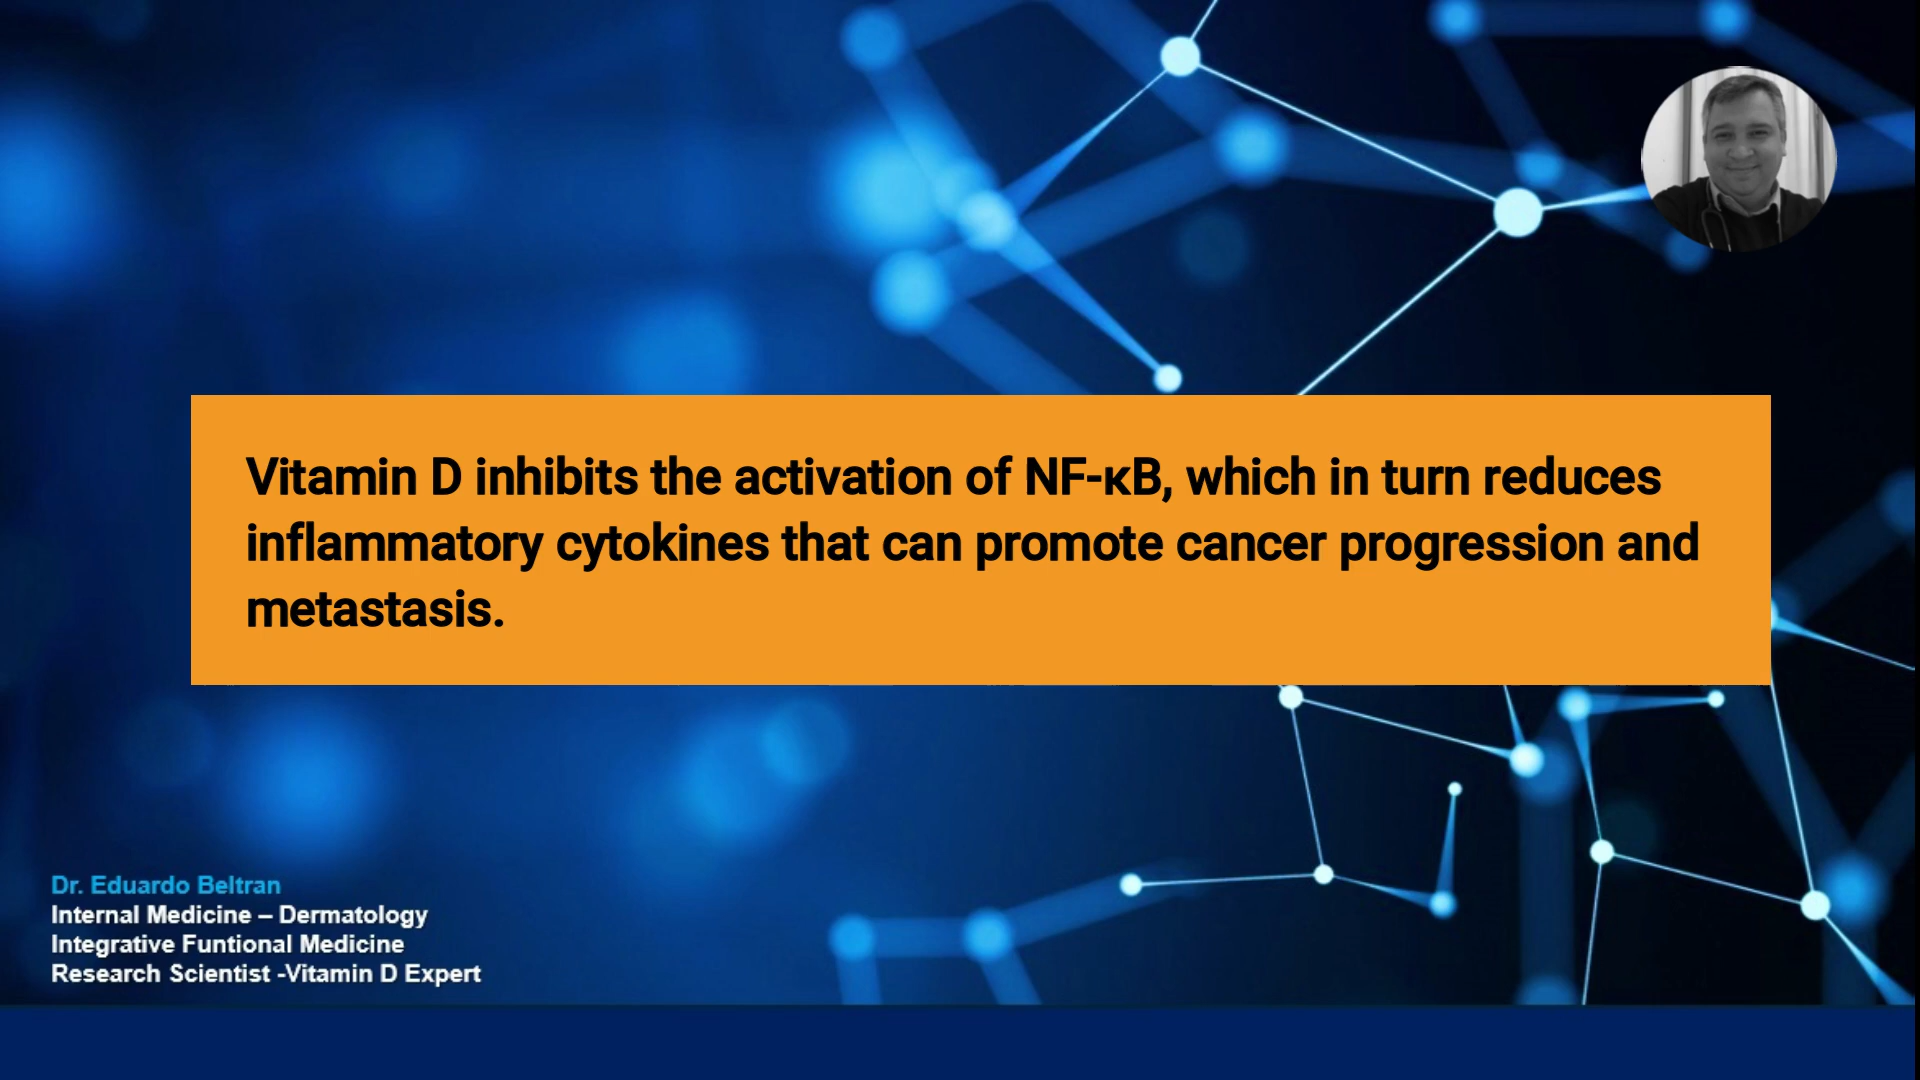 Vitamin D inhibits the activation of NF-κB, which in turn reduces
inflammatory cytokines that can promote cancer progression and
metastasis.
Dr. Eduardo Beltran
Internal Medicine – Dermatology
Integrative Funtional Medicine
Research Scientist -Vitamin D Expert